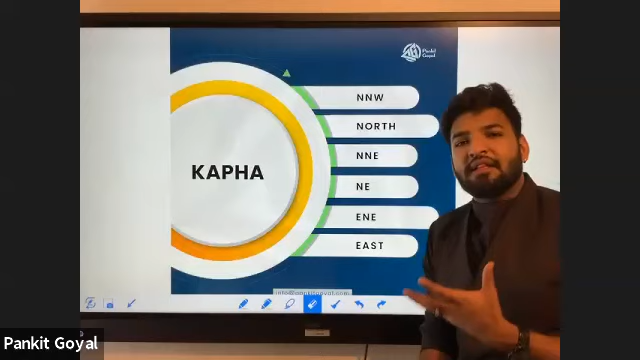 Pankit
Goyal
NNW
NORTH
NNE
KAPHA
NE
ENE
EAST
Pankit Goyal